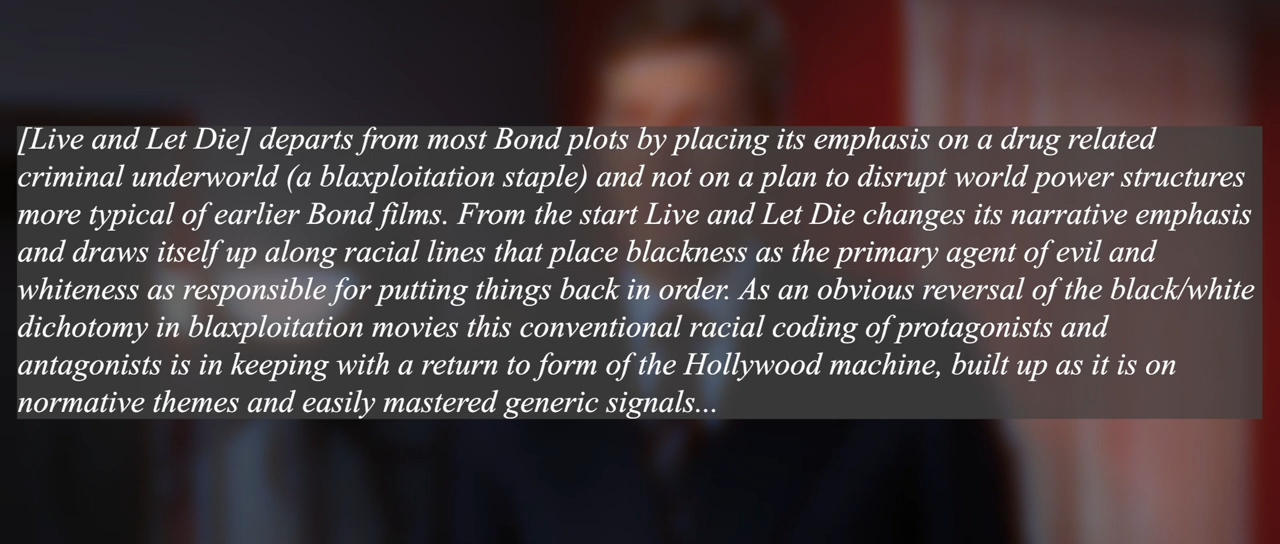 [Live and Let Die] departs from most Bond plots by placing its emphasis on a drug related
criminal underworld (a blaxploitation staple) and not on a plan to disrupt world power structures
more typical of earlier Bond films. From the start Live and Let Die changes its narrative emphasis
and draws itself up along racial lines that place blackness as the primary agent of evil and
whiteness as responsible for putting things back in order. As an obvious reversal of the black/white
dichotomy in blaxploitation movies this conventional racial coding of protagonists and
antagonists is in keeping with a return to form of the Hollywood machine, built up as it is on
normative themes and easily mastered generic signals...